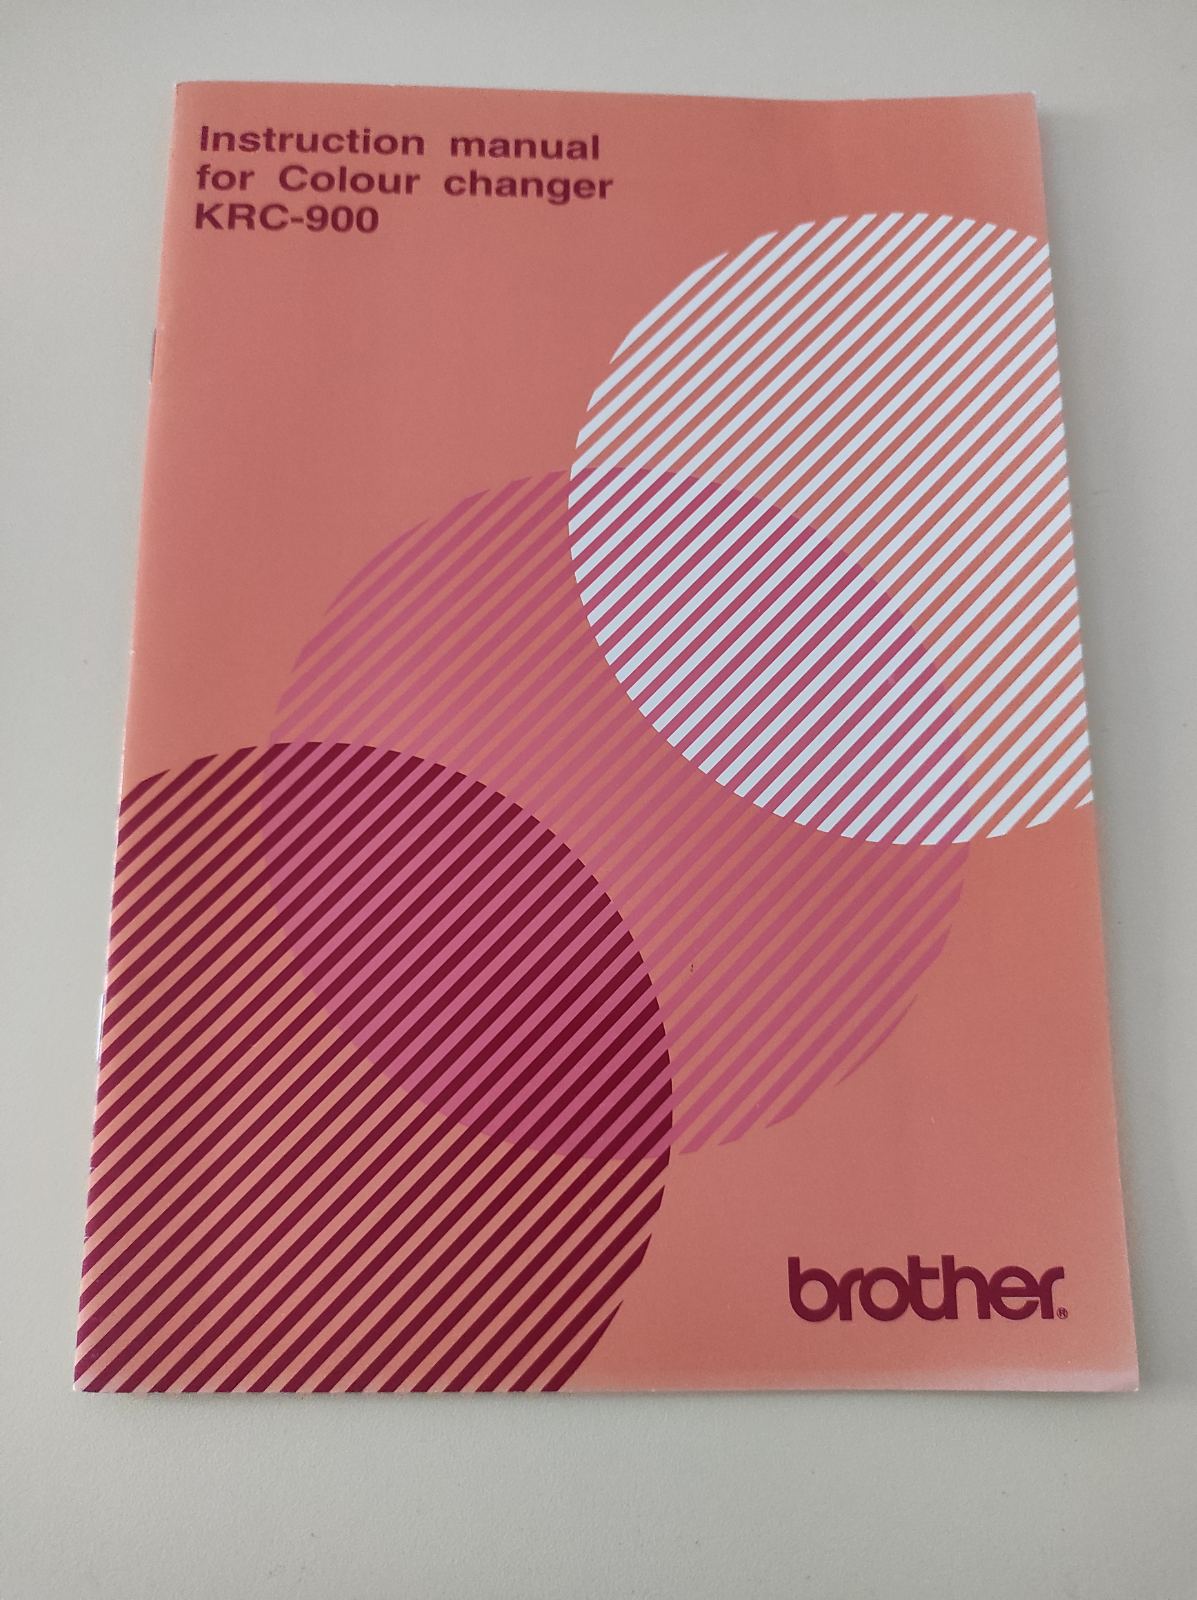 Instruction manual
for Colour changer
KRC-900
brother®